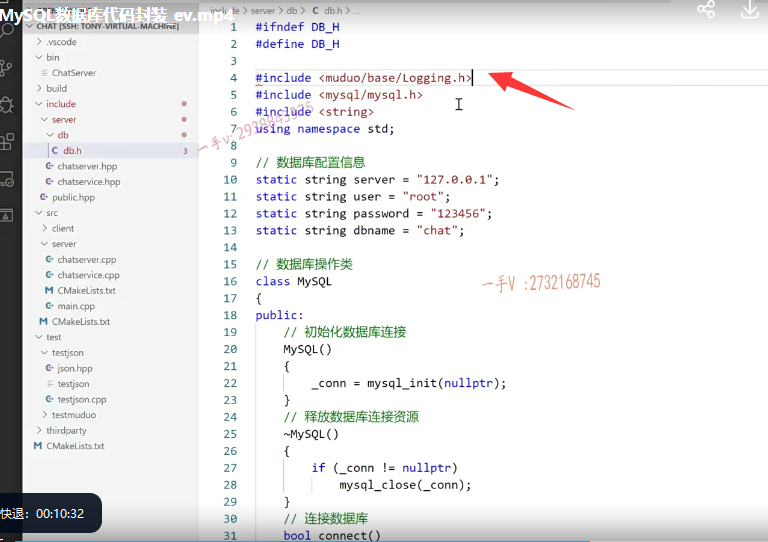 MySQL数据库代码封装_ev.mp4
CHAT [SSH: TONY-VIRTUAL-MACHINE]
include > server > db > C db.h
.vscode
bin
ChatServer
build
include
server
db
C db.h 3
chatserver.hpp
chatservice.hpp
public.hpp
src
client
server
chatserver.cpp
chatservice.cpp
M CMakeLists.txt
main.cpp
M CMakeLists.txt
test
testjson
json.hpp
testjson
testjson.cpp
testmuduo
thirdparty
M CMakeLists.txt
1 #ifndef DB_H
2 #define DB_H
3
4 #include <muduo/base/Logging.h>
5 #include <mysql/mysql.h>
6 #include <string>
7 using namespace std;
8
9 // 数据库配置信息
10 static string server = "127.0.0.1";
11 static string user = "root";
12 static string password = "123456";
13 static string dbname = "chat";
14
15 // 数据库操作类
16 class MySQL
17 {
18 public:
19 // 初始化数据库连接
20 MySQL()
21 {
22 _conn = mysql_init(nullptr);
23 }
24 // 释放数据库连接资源
25 ~MySQL()
26 {
27 if (_conn != nullptr)
28 mysql_close(_conn);
29 }
30 // 连接数据库
31 bool connect()
一手V :2732168745
快退：00:10:32